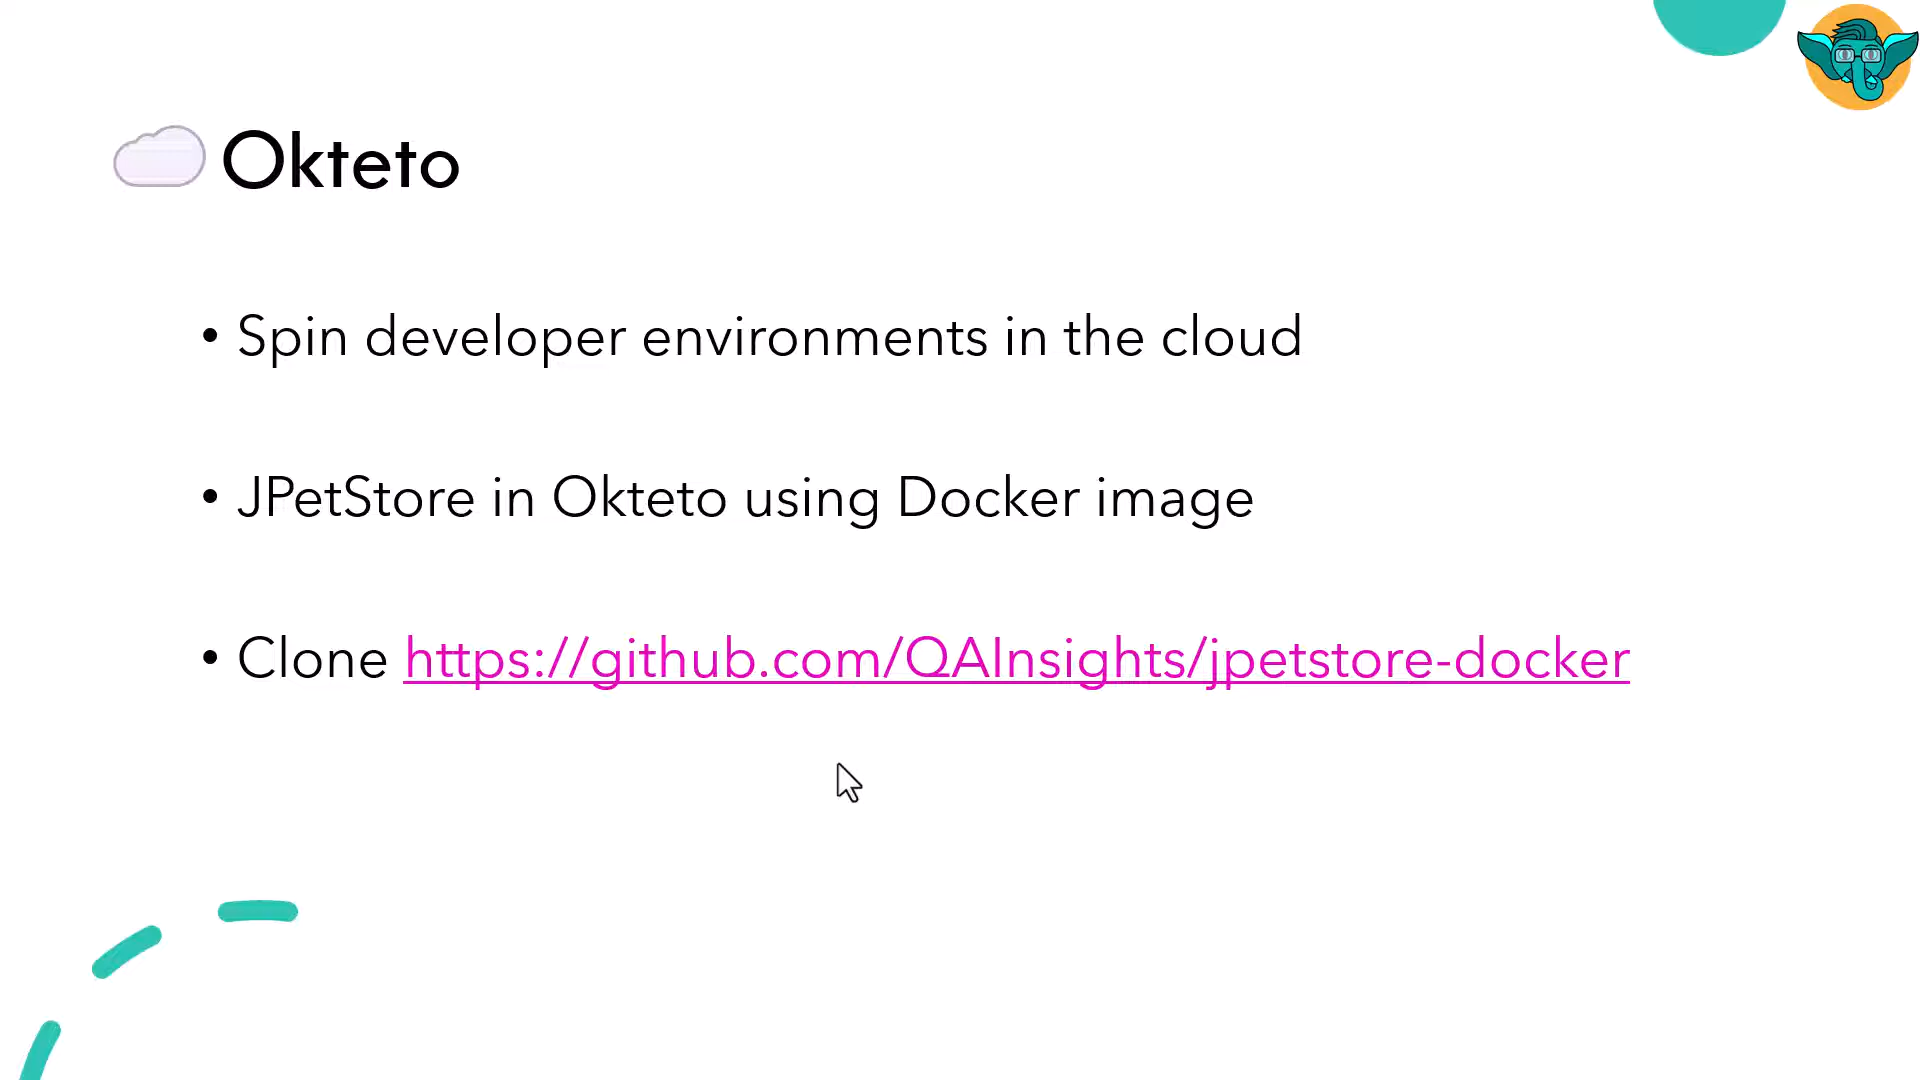 Okteto
• Spin developer environments in the cloud
• JPetStore in Okteto using Docker image
• Clone https://github.com/QAInsights/jpetstore-docker